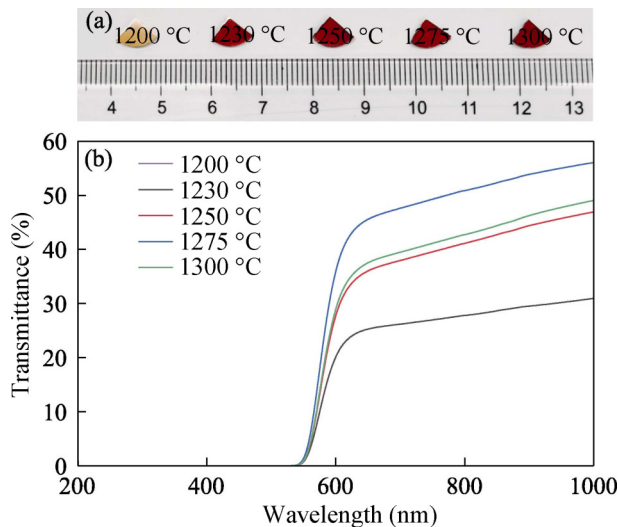 (a)
1200 °C 1230 °C 1250 °C 1275 °C 1300 °C
4 5 6 7 8 9 10 11 12 13
(b)
1200 °C
1230 °C
1250 °C
1275 °C
1300 °C
Transmittance (%)
60
50
40
30
20
10
0
200 400 600 800 1000
Wavelength (nm)